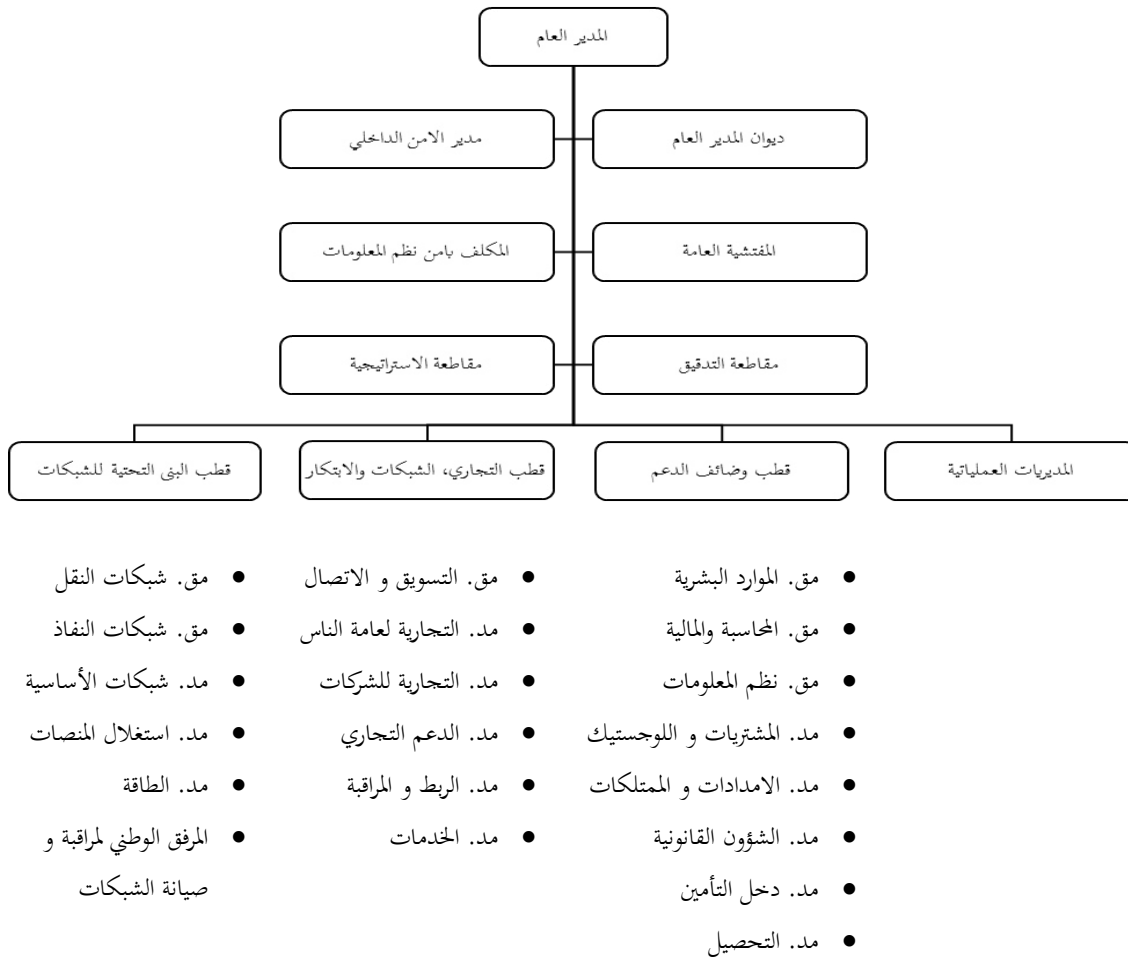 المدير العام
ديوان المدير العام
مدير الامن الداخلي
المفتشية العامة
المكلف بامن نظم المعلومات
مقاطعة التدقيق
مقاطعة الاستراتيجية
المديريات العملياتية
قطب وضائف الدعم
قطب التجاري، الشبكات والابتكار
قطب البنى التحتية للشبكات
● مق. الموارد البشرية
● مق. المحاسبة والمالية
● مق. نظم المعلومات
● مد. المشتريات و اللوجستيك
● مد. الامدادات و الممتلكات
● مد. الشؤون القانونية
● مد. دخل التأمين
● مد. التحصيل
● مق. التسويق و الاتصال
● مد. التجارية لعامة الناس
● مد. التجارية للشركات
● مد. الدعم التجاري
● مد. الربط و المراقبة
● مد. الخدمات
● مق. شبكات النقل
● مق. شبكات النفاذ
● مد. شبكات الأساسية
● مد. استغلال المنصات
● مد. الطاقة
● المرفق الوطني لمراقبة و
صيانة الشبكات